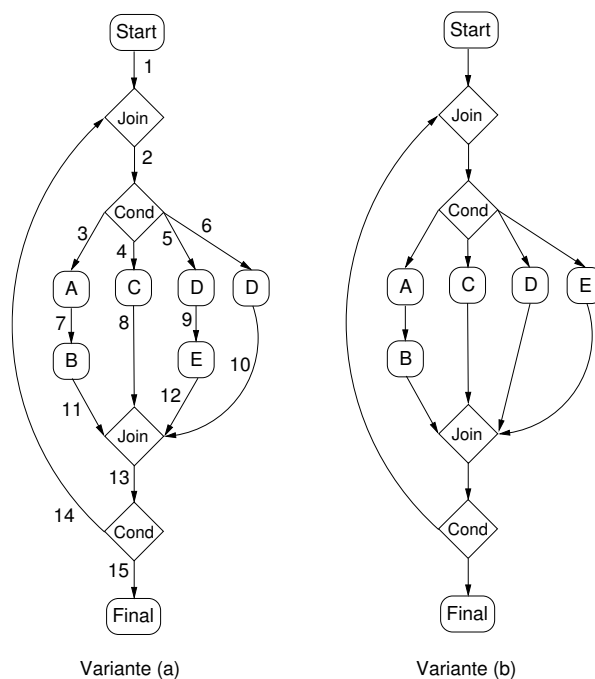 Start Start
1
Join Join
2
Cond Cond
3 4 5 6
A C D D A C D E
7 8 9
B E B
10
11 12
Join Join
13
14
Cond Cond
15
Final Final
Variante (a) Variante (b)